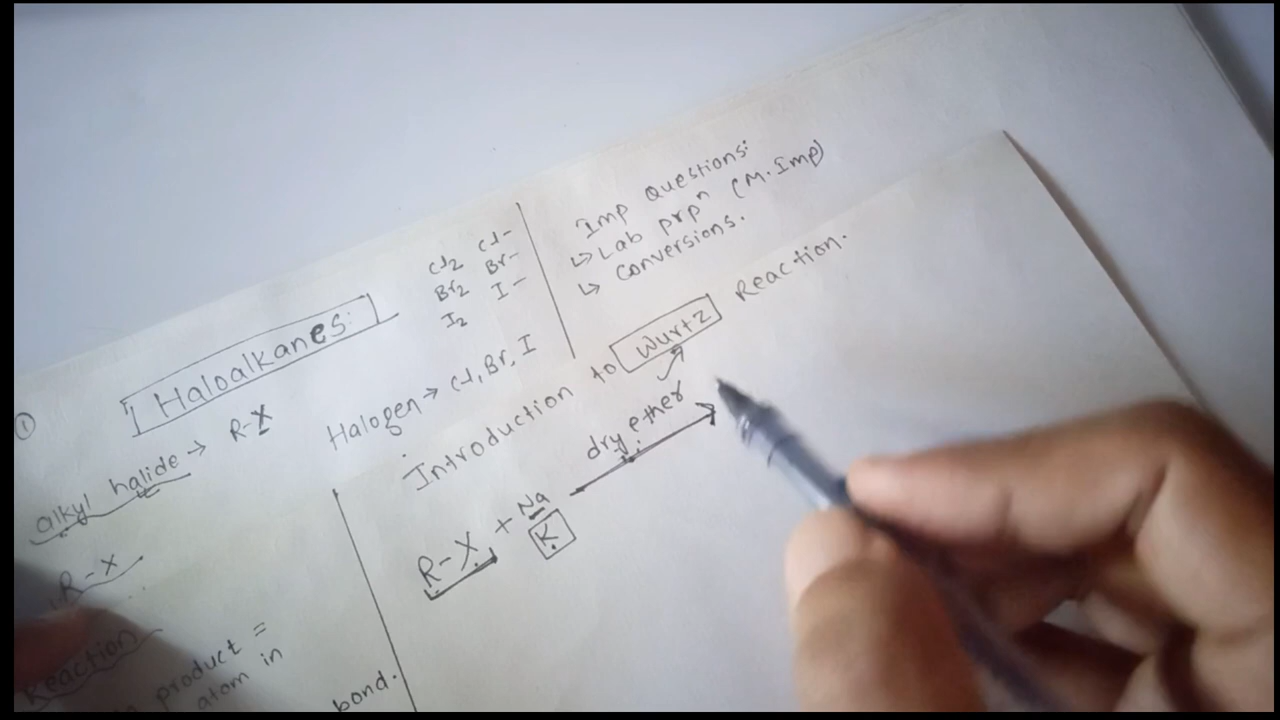 Imp Questions:
↳ Lab prpⁿ (M. Imp)
↳ Conversions.
① Haloalkanes:
Cl2 Cl-
Br2 Br-
I2 I-
alkyl halide → R-X
Halogen → Cl, Br, I
R-X
Reaction
product =
atom in
bond.
Introduction to Wurtz Reaction.
dry ether
R-X + Na
K